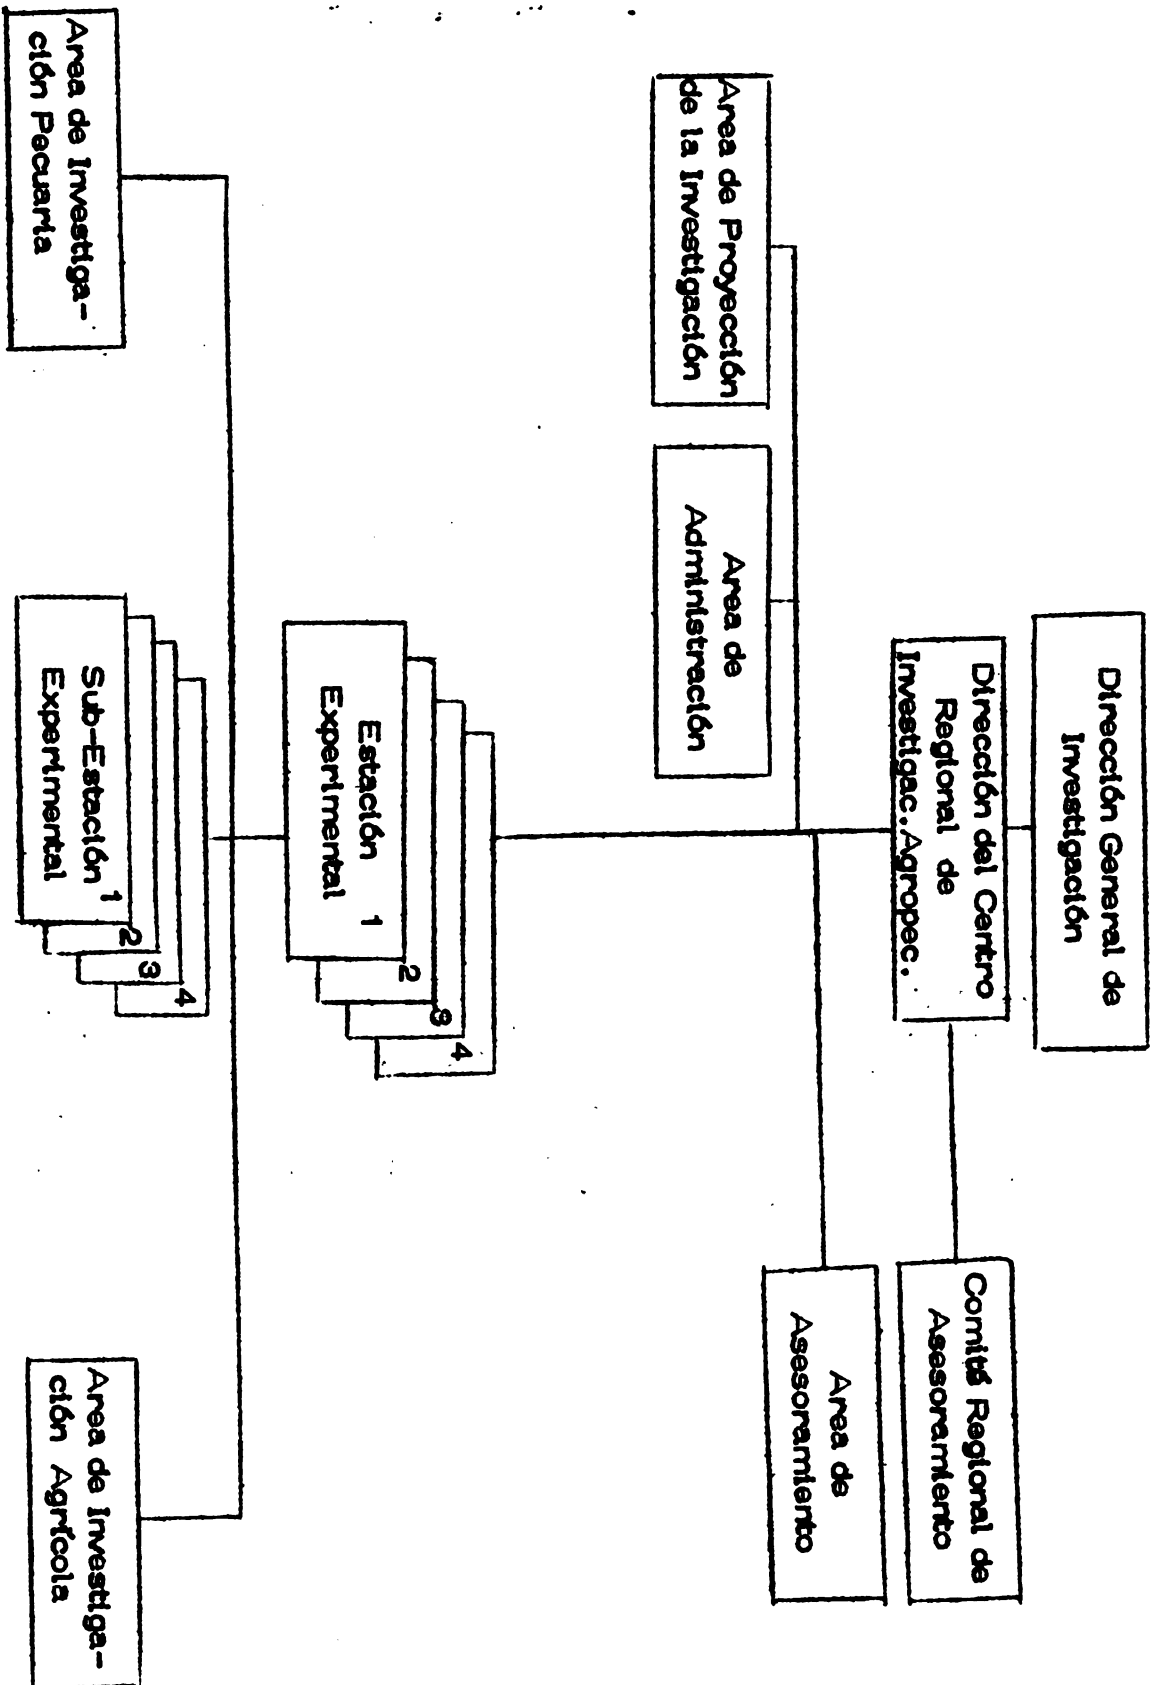 Dirección General de
Investigación
Dirección del Centro
Regional de
Investigac. Agropec.
Comité Regional de
Asesoramiento
Area de
Asesoramiento
Area de Proyección
de la Investigación
Area de
Administración
Estación 1
Experimental
2
3
4
Area de Investiga-
ción Pecuaria
Sub-Estación 1
Experimental
2
3
4
Area de Investiga-
ción Agrícola